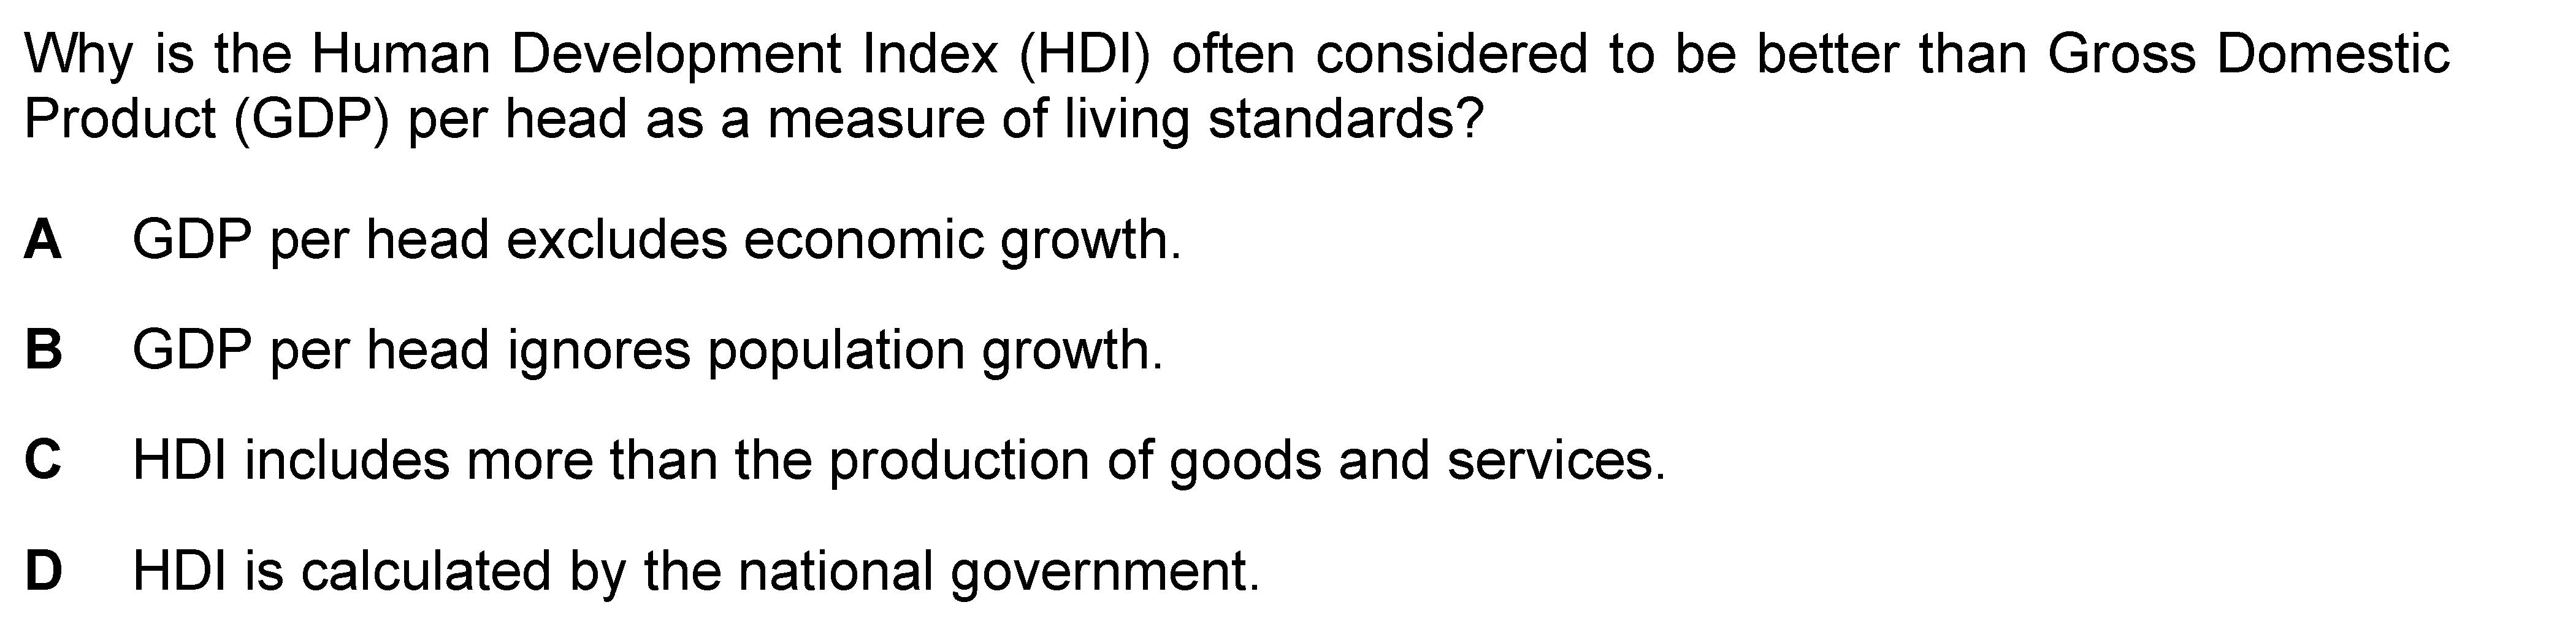 Why is the Human Development Index (HDI) often considered to be better than Gross Domestic
Product (GDP) per head as a measure of living standards?
A GDP per head excludes economic growth.
B GDP per head ignores population growth.
C HDI includes more than the production of goods and services.
D HDI is calculated by the national government.